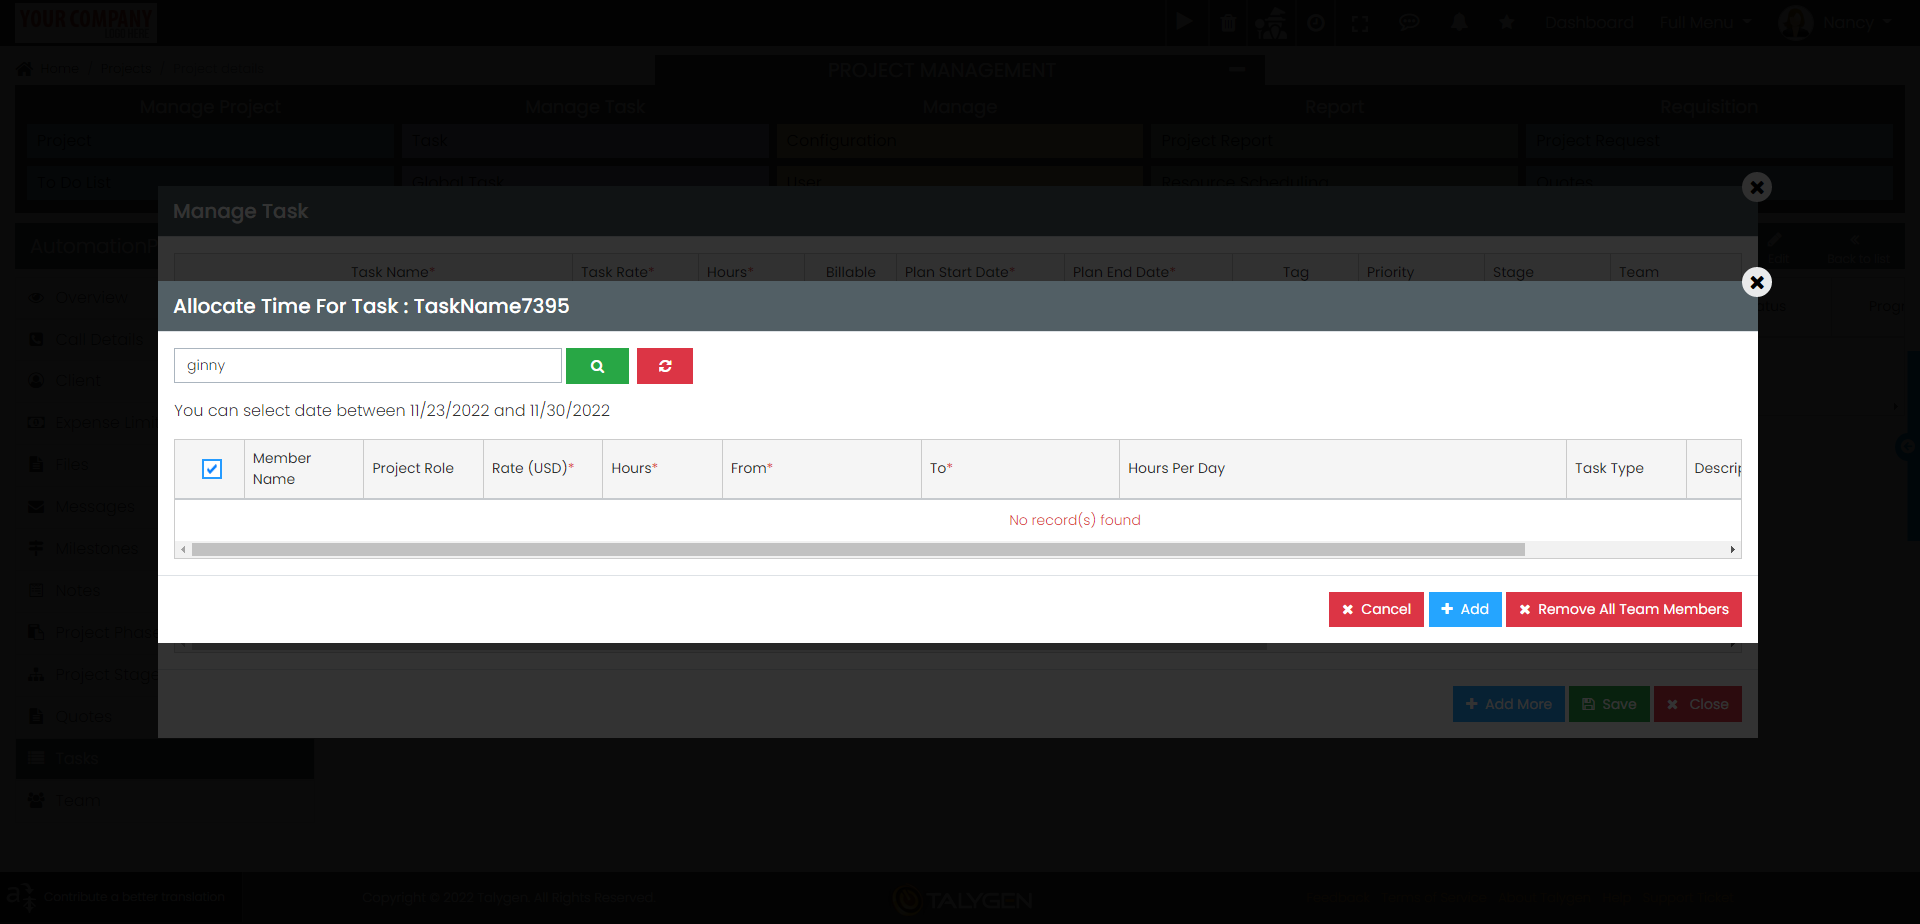 YOUR COMPANY
Dashboard
Full Menu
Nancy
Home
Projects
Project Details
PROJECT MANAGEMENT
Manage Project
Manage Task
Manage
Report
Requisition
Project
Task
Configuration
Project Report
Project Request
To Do List
Global Task
User
Resource Scheduling
Quotes
Manage Task
Task Name*
Task Rate*
Hours*
Billable
Plan Start Date*
Plan End Date*
Tag
Priority
Stage
Team
Allocate Time For Task : TaskName7395
ginny
You can select date between 11/23/2022 and 11/30/2022
Member
Name
Project Role
Rate (USD)*
Hours*
From*
To*
Hours Per Day
Task Type
Descrip
No record(s) found
Cancel
Add
Remove All Team Members
Add More
Save
Close
Overview
Call Details
Client
Expense Limit
Files
Messages
Milestones
Notes
Project Phase
Project Stage
Quotes
Tasks
Team
Contribute a better translation
Copyright © 2022 Talygen. All Rights Reserved.
TALYGEN